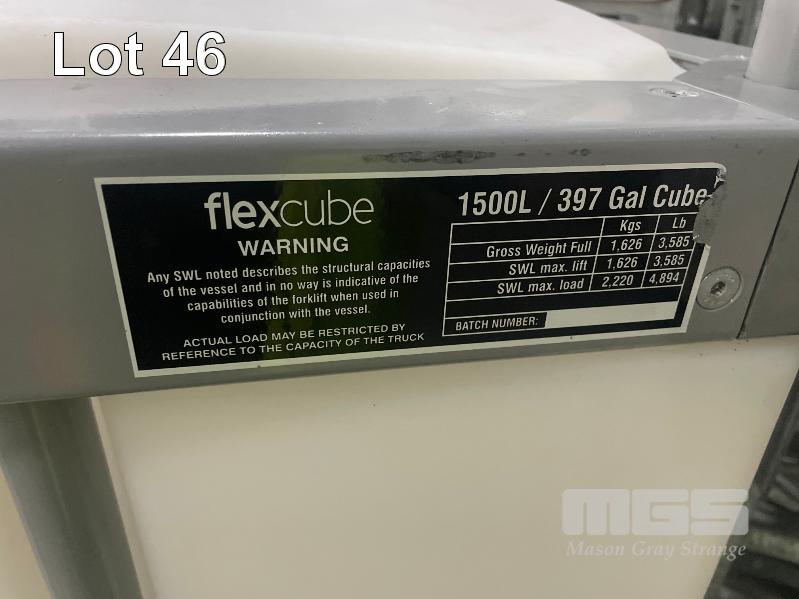 Lot 46
flexcube
WARNING
Any SWL noted describes the structural capacities
of the vessel and in no way is indicative of the
capabilities of the forklift when used in
conjunction with the vessel.
ACTUAL LOAD MAY BE RESTRICTED BY
REFERENCE TO THE CAPACITY OF THE TRUCK
1500L / 397 Gal Cube
Kgs Lb
Gross Weight Full 1,626 3,585
SWL max. lift 1,626 3,585
SWL max. load 2,220 4,894
BATCH NUMBER:
MGS
Mason Gray Strange